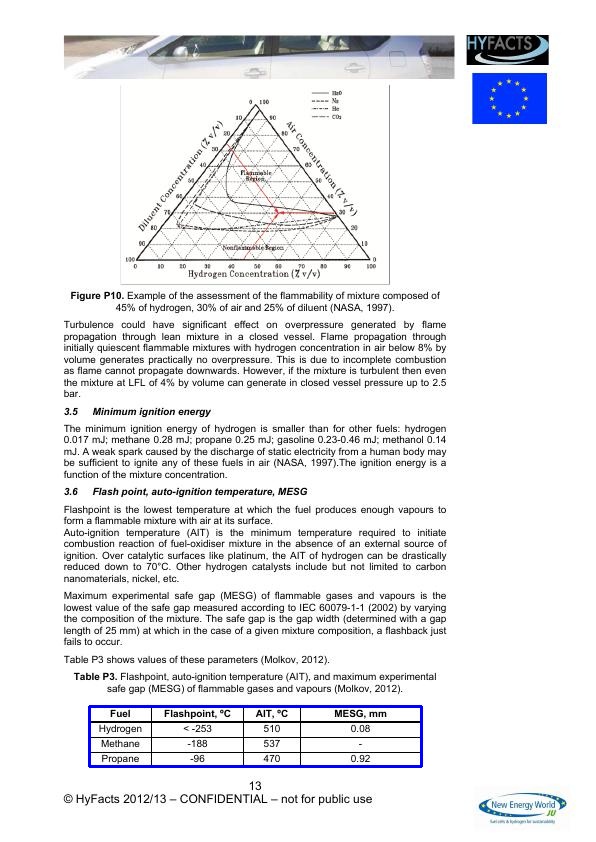 HYFACTS
H₂O
N₂
He
CO₂
0 100
10 90
20 80
30 70
40 60
50 50
60 40
70 30
80 20
90 10
100 0
Diluent Concentration (% v/v)
Air Concentration (% v/v)
Flammable
Region
Nonflammable Region
0 10 20 30 40 50 60 70 80 90 100
Hydrogen Concentration (% v/v)
Figure P10. Example of the assessment of the flammability of mixture composed of
45% of hydrogen, 30% of air and 25% of diluent (NASA, 1997).
Turbulence could have significant effect on overpressure generated by flame
propagation through lean mixture in a closed vessel. Flame propagation through
initially quiescent flammable mixtures with hydrogen concentration in air below 8% by
volume generates practically no overpressure. This is due to incomplete combustion
as flame cannot propagate downwards. However, if the mixture is turbulent then even
the mixture at LFL of 4% by volume can generate in closed vessel pressure up to 2.5
bar.
3.5 Minimum ignition energy
The minimum ignition energy of hydrogen is smaller than for other fuels: hydrogen
0.017 mJ; methane 0.28 mJ; propane 0.25 mJ; gasoline 0.23-0.46 mJ; methanol 0.14
mJ. A weak spark caused by the discharge of static electricity from a human body may
be sufficient to ignite any of these fuels in air (NASA, 1997).The ignition energy is a
function of the mixture concentration.
3.6 Flash point, auto-ignition temperature, MESG
Flashpoint is the lowest temperature at which the fuel produces enough vapours to
form a flammable mixture with air at its surface.
Auto-ignition temperature (AIT) is the minimum temperature required to initiate
combustion reaction of fuel-oxidiser mixture in the absence of an external source of
ignition. Over catalytic surfaces like platinum, the AIT of hydrogen can be drastically
reduced down to 70°C. Other hydrogen catalysts include but not limited to carbon
nanomaterials, nickel, etc.
Maximum experimental safe gap (MESG) of flammable gases and vapours is the
lowest value of the safe gap measured according to IEC 60079-1-1 (2002) by varying
the composition of the mixture. The safe gap is the gap width (determined with a gap
length of 25 mm) at which in the case of a given mixture composition, a flashback just
fails to occur.
Table P3 shows values of these parameters (Molkov, 2012).
Table P3. Flashpoint, auto-ignition temperature (AIT), and maximum experimental
safe gap (MESG) of flammable gases and vapours (Molkov, 2012).
Fuel Flashpoint, ºC AIT, ºC MESG, mm
Hydrogen < -253 510 0.08
Methane -188 537 -
Propane -96 470 0.92
13
© HyFacts 2012/13 – CONFIDENTIAL – not for public use
New Energy World
JU
fuel cells & hydrogen for sustainability